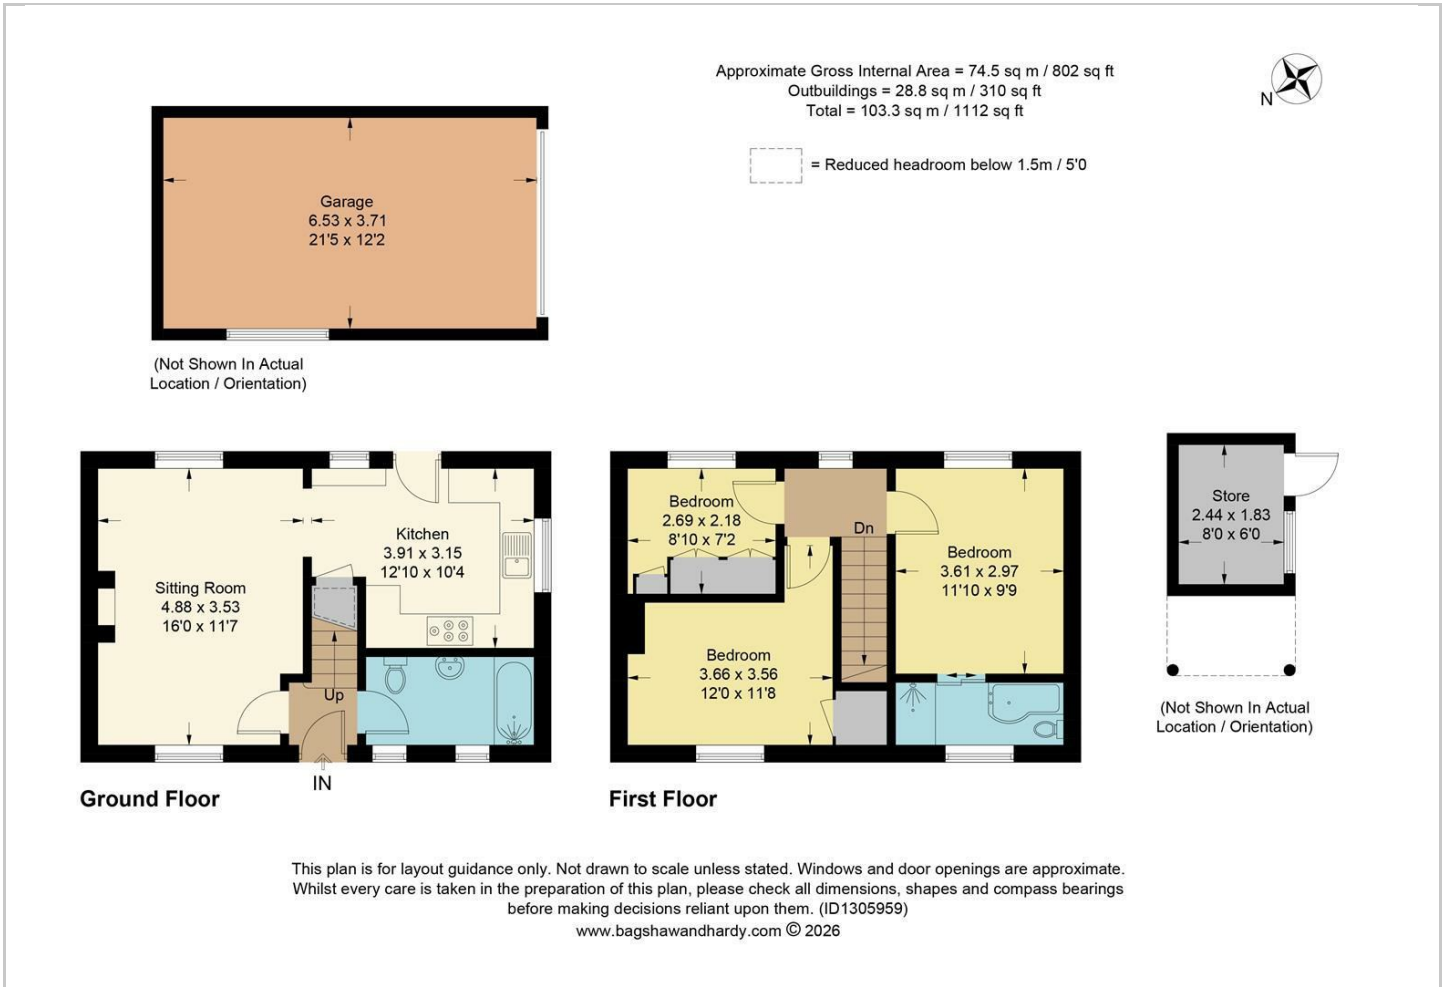 Approximate Gross Internal Area = 74.5 sq m / 802 sq ft
Outbuildings = 28.8 sq m / 310 sq ft
Total = 103.3 sq m / 1112 sq ft
N
= Reduced headroom below 1.5m / 5'0
Garage
6.53 x 3.71
21'5 x 12'2
(Not Shown In Actual
Location / Orientation)
Sitting Room
4.88 x 3.53
16'0 x 11'7
Kitchen
3.91 x 3.15
12'10 x 10'4
Up
IN
Ground Floor
Bedroom
2.69 x 2.18
8'10 x 7'2
Dn
Bedroom
3.61 x 2.97
11'10 x 9'9
Bedroom
3.66 x 3.56
12'0 x 11'8
First Floor
Store
2.44 x 1.83
8'0 x 6'0
(Not Shown In Actual
Location / Orientation)
This plan is for layout guidance only. Not drawn to scale unless stated. Windows and door openings are approximate.
Whilst every care is taken in the preparation of this plan, please check all dimensions, shapes and compass bearings
before making decisions reliant upon them. (ID1305959)
www.bagshawandhardy.com © 2026